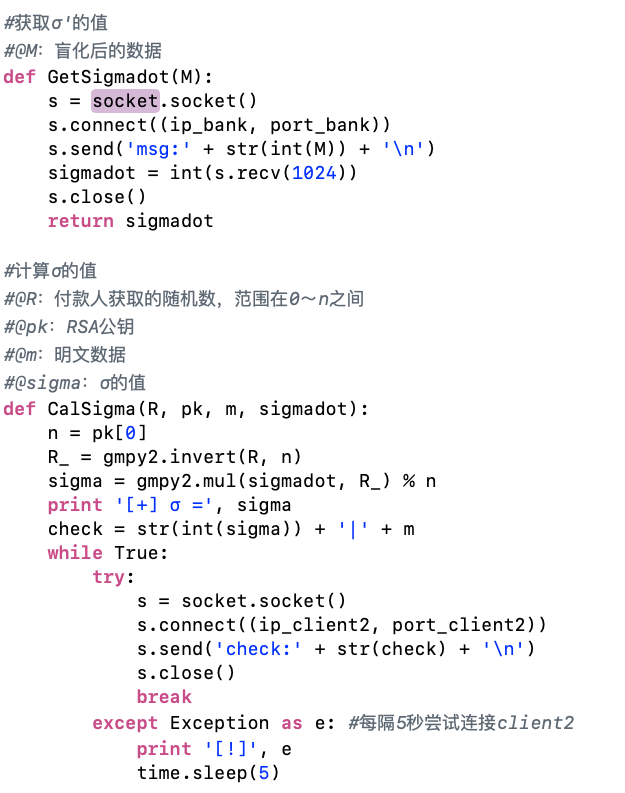 #获取σ'的值
#@M：盲化后的数据
def GetSigmadot(M):
    s = socket.socket()
    s.connect((ip_bank, port_bank))
    s.send('msg:' + str(int(M)) + '\n')
    sigmadot = int(s.recv(1024))
    s.close()
    return sigmadot

#计算σ的值
#@R：付款人获取的随机数，范围在0～n之间
#@pk：RSA公钥
#@m：明文数据
#@sigma：σ的值
def CalSigma(R, pk, m, sigmadot):
    n = pk[0]
    R_ = gmpy2.invert(R, n)
    sigma = gmpy2.mul(sigmadot, R_) % n
    print '[+] σ =', sigma
    check = str(int(sigma)) + '|' + m
    while True:
        try:
            s = socket.socket()
            s.connect((ip_client2, port_client2))
            s.send('check:' + str(check) + '\n')
            s.close()
            break
        except Exception as e: #每隔5秒尝试连接client2
            print '[!]', e
            time.sleep(5)